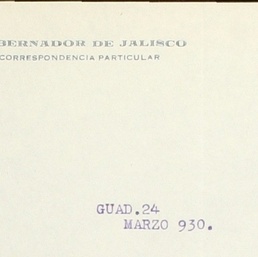 BERNADOR DE JALISCO
CORRESPONDENCIA PARTICULAR
GUAD.24
MARZO 930.